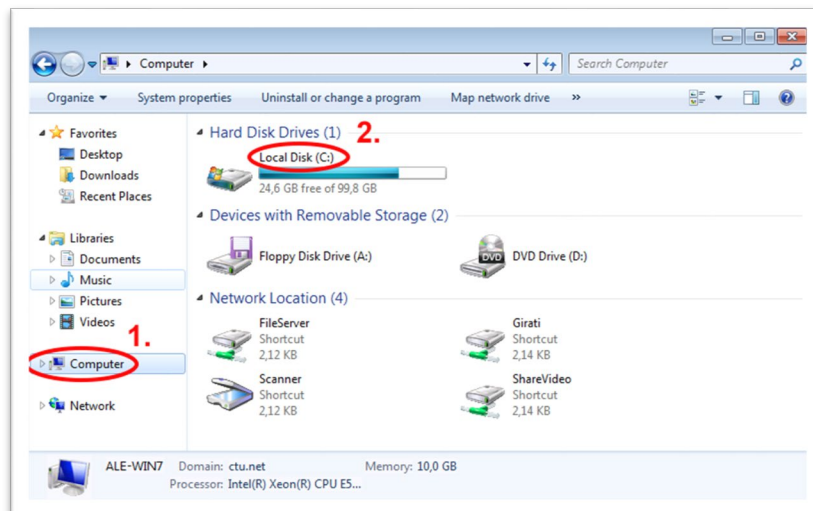 Computer
Search Computer
Organize
System properties
Uninstall or change a program
Map network drive
»
Favorites
Desktop
Downloads
Recent Places
Libraries
Documents
Music
Pictures
Videos
1.
Computer
Network
Hard Disk Drives (1)
2.
Local Disk (C:)
24,6 GB free of 99,8 GB
Devices with Removable Storage (2)
Floppy Disk Drive (A:)
DVD
DVD Drive (D:)
Network Location (4)
FileServer
Shortcut
2,12 KB
Girati
Shortcut
2,14 KB
Scanner
Shortcut
2,12 KB
ShareVideo
Shortcut
2,14 KB
ALE-WIN7 Domain: ctu.net Memory: 10,0 GB
Processor: Intel(R) Xeon(R) CPU E5...